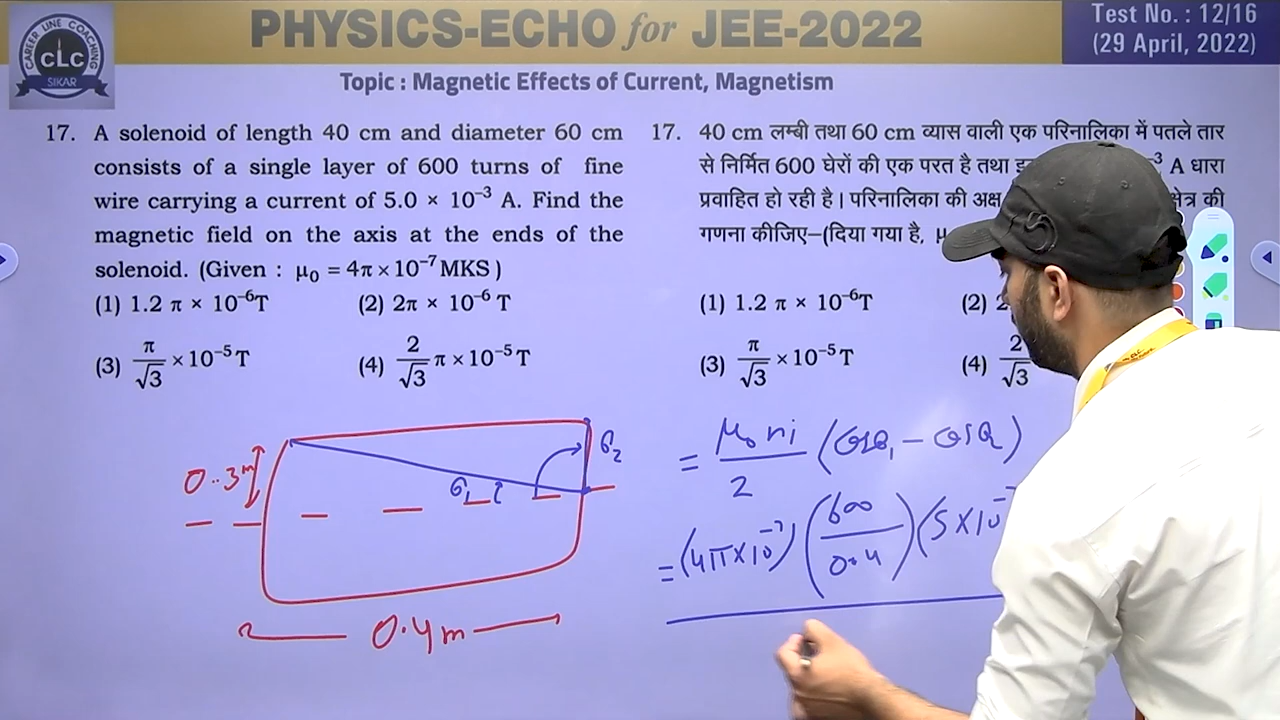 CAREER LINE COACHING
CLC
SIKAR
PHYSICS-ECHO for JEE-2022
Test No. : 12/16
(29 April, 2022)
Topic : Magnetic Effects of Current, Magnetism
17. A solenoid of length 40 cm and diameter 60 cm
consists of a single layer of 600 turns of fine
wire carrying a current of 5.0 × 10⁻³ A. Find the
magnetic field on the axis at the ends of the
solenoid. (Given : μ₀ = 4π×10⁻⁷ MKS)
(1) 1.2 π × 10⁻⁶T (2) 2π × 10⁻⁶ T
(3) π/√3 ×10⁻⁵ T (4) 2/√3 π×10⁻⁵ T
17. 40 cm लम्बी तथा 60 cm व्यास वाली एक परिनालिका में पतले तार
से निर्मित 600 घेरों की एक परत है तथा ⁻³ A धारा
प्रवाहित हो रही है। परिनालिका की अक्ष की
गणना कीजिए–(दिया गया है, μ
(1) 1.2 π × 10⁻⁶T (2) 2
(3) π/√3 ×10⁻⁵ T (4) 2/√3
0.3m
θ₁
θ₂
0.4m
= μ₀ni/2 (cosθ₁ - cosθ₂)
= (4π×10⁻⁷)(600/0.4)(5×10⁻